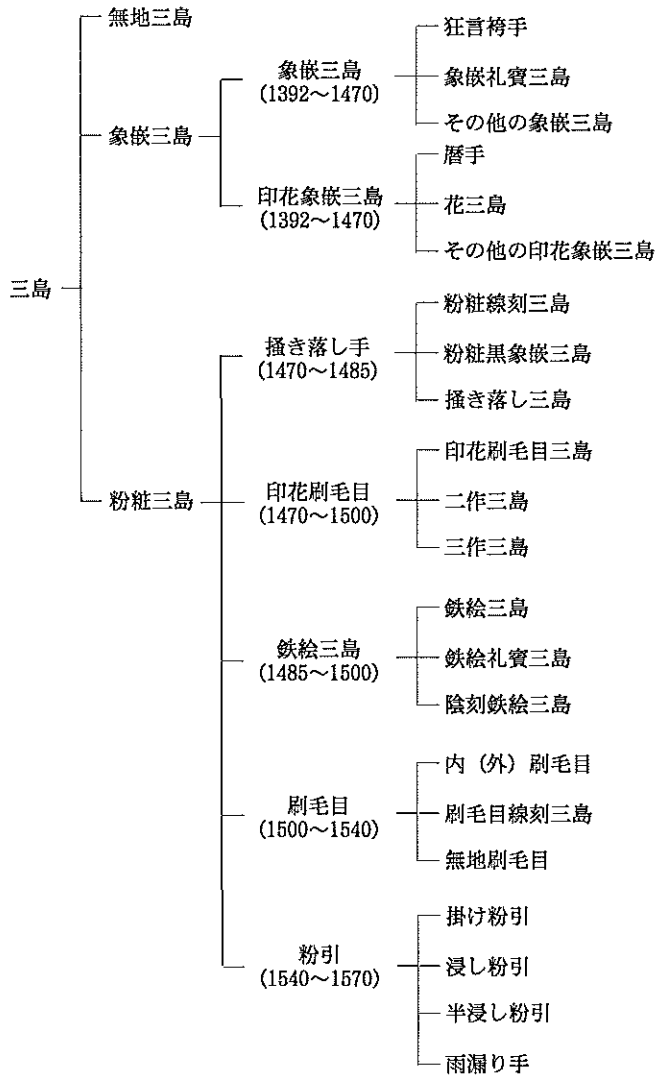 三島
無地三島
象嵌三島
象嵌三島
(1392〜1470)
狂言袴手
象嵌礼賓三島
その他の象嵌三島
印花象嵌三島
(1392〜1470)
暦手
花三島
その他の印花象嵌三島
粉粧三島
掻き落し手
(1470〜1485)
粉粧線刻三島
粉粧黒象嵌三島
掻き落し三島
印花刷毛目
(1470〜1500)
印花刷毛目三島
二作三島
三作三島
鉄絵三島
(1485〜1500)
鉄絵三島
鉄絵礼賓三島
陰刻鉄絵三島
刷毛目
(1500〜1540)
内（外）刷毛目
刷毛目線刻三島
無地刷毛目
粉引
(1540〜1570)
掛け粉引
浸し粉引
半浸し粉引
雨漏り手